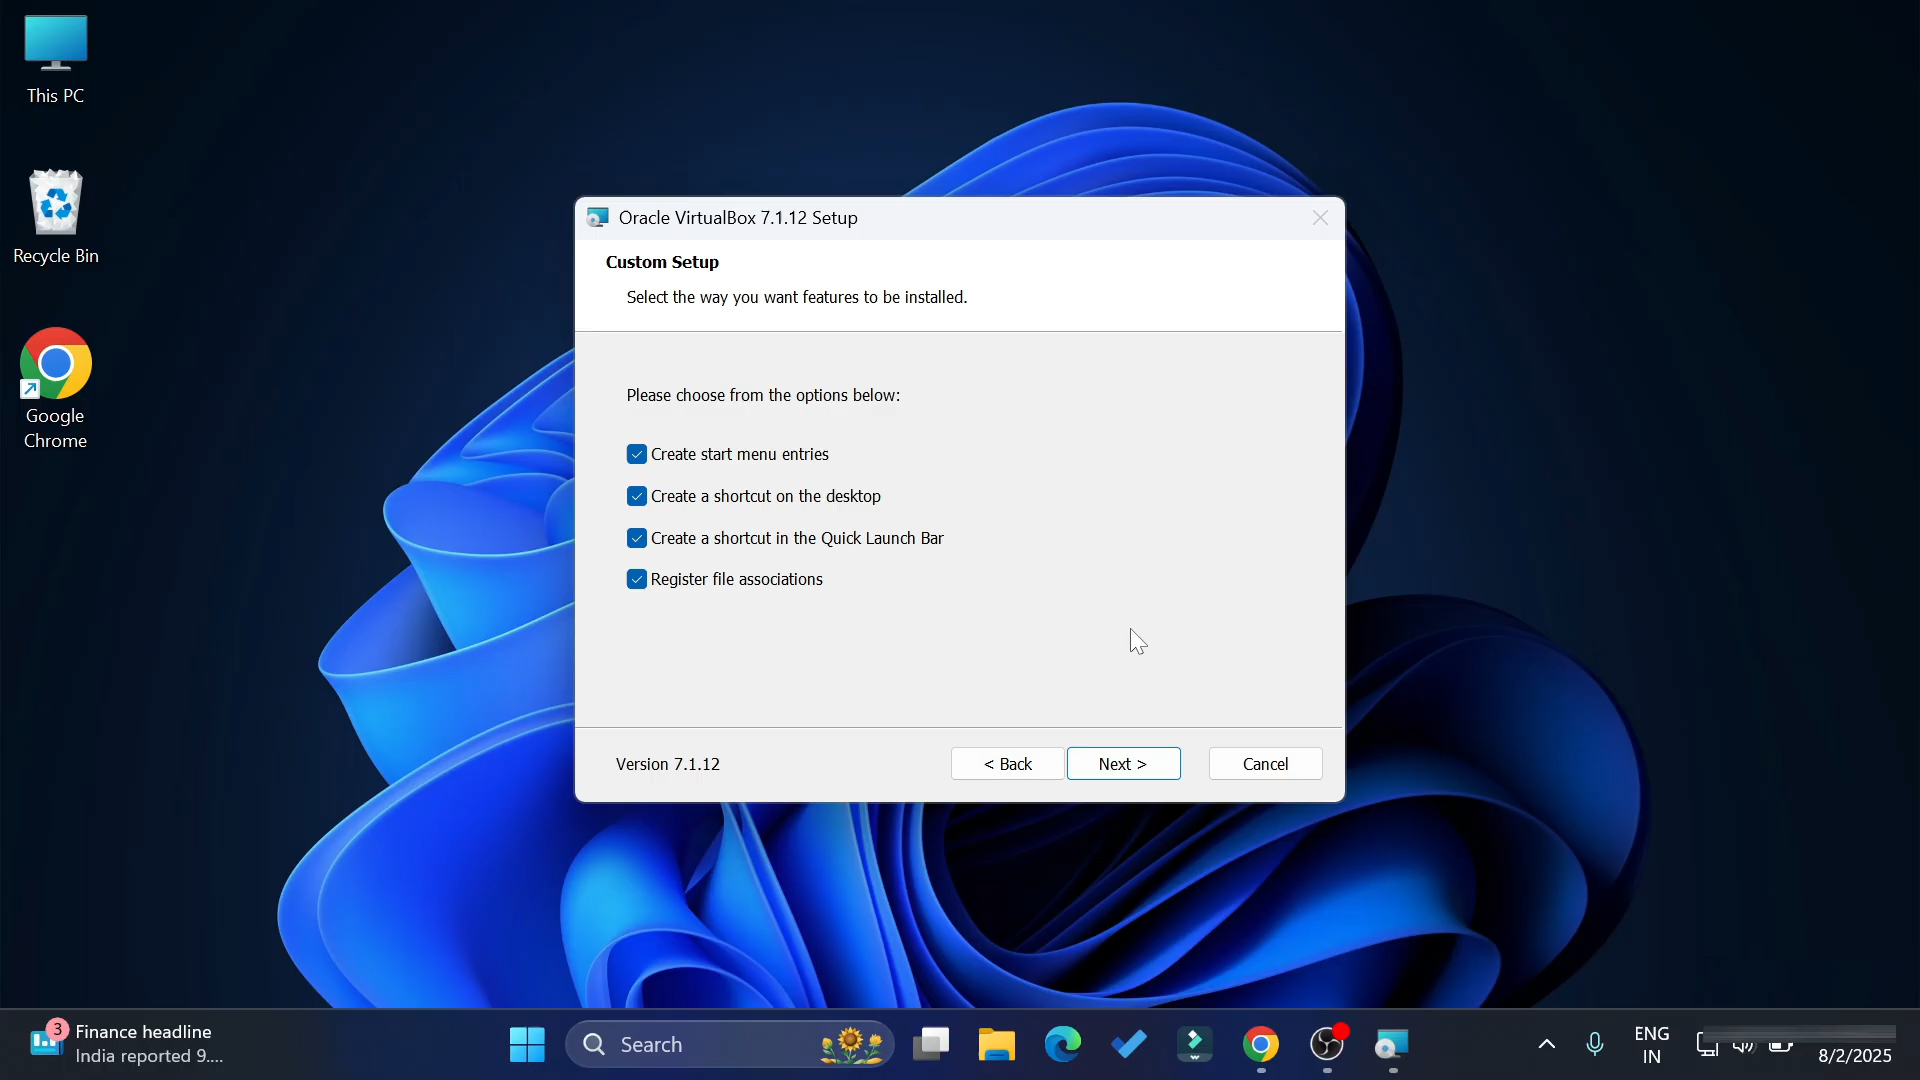 This PC
Recycle Bin
Google
Chrome
Oracle VirtualBox 7.1.12 Setup
Custom Setup
Select the way you want features to be installed.
Please choose from the options below:
Create start menu entries
Create a shortcut on the desktop
Create a shortcut in the Quick Launch Bar
Register file associations
Version 7.1.12
< Back
Next >
Cancel
3
Finance headline
India reported 9....
Search
ENG
IN
8/2/2025